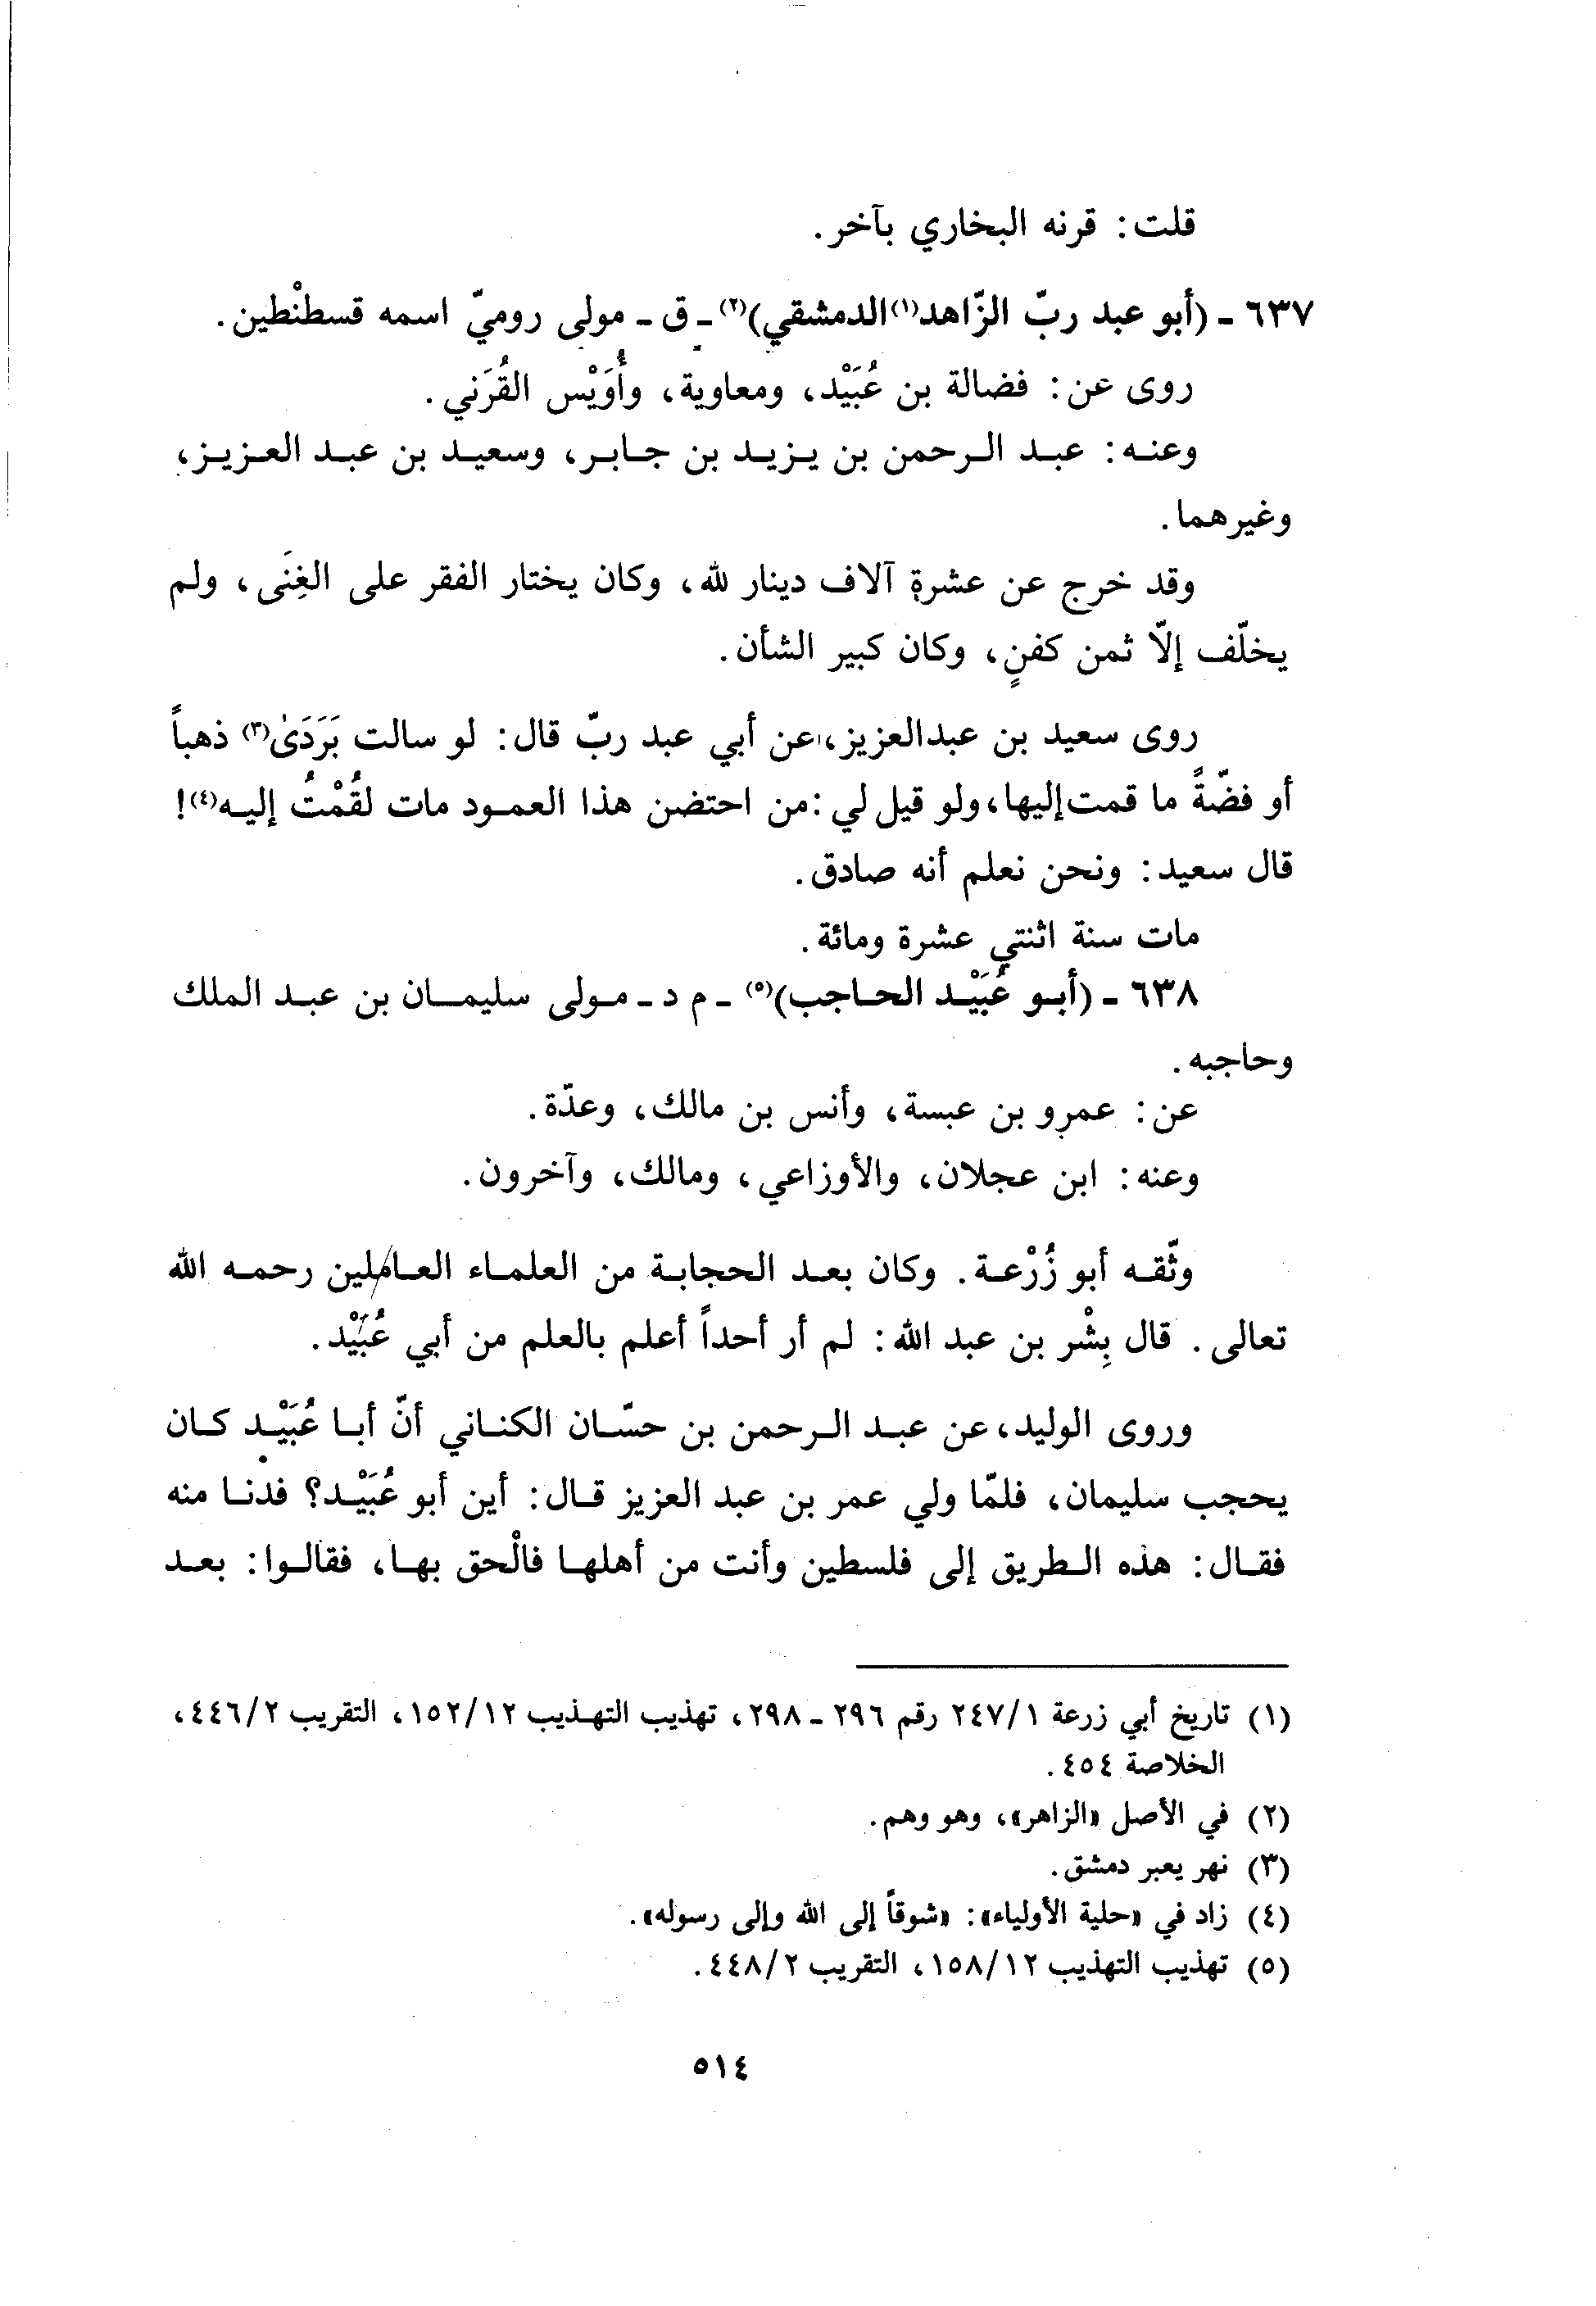 قلت: قرنه البخاري بآخر.
٦٣٧ - (أبو عبد ربّ الزّاهد(١) الدمشقي)(٢) - ق - مولى روميّ اسمه قسطنْطين.
روى عن: فضالة بن عُبَيْد، ومعاوية، وأُوَيْس القُرَني.
وعنه: عبد الرحمن بن يزيد بن جابر، وسعيد بن عبد العزيز،
وغيرهما.
وقد خرج عن عشرة آلاف دينار لله، وكان يختار الفقر على الغِنَى، ولم
يخلّف إلّا ثمن كفنٍ، وكان كبير الشأن.
روى سعيد بن عبدالعزيز، عن أبي عبد ربّ قال: لو سالت بَرَدَىٰ(٣) ذهباً
أو فضّةً ما قمت إليها، ولو قيل لي: من احتضن هذا العمود مات لقُمْتُ إليه(٤)!
قال سعيد: ونحن نعلم أنه صادق.
مات سنة اثنتي عشرة ومائة.
٦٣٨ - (أبو عُبَيْد الحاجب)(٥) - م د - مولى سليمان بن عبد الملك
وحاجبه.
عن: عمرو بن عبسة، وأنس بن مالك، وعدّة.
وعنه: ابن عجلان، والأوزاعي، ومالك، وآخرون.
وثّقه أبو زُرْعة. وكان بعد الحجابة من العلماء العاملين رحمه الله
تعالى. قال بِشْر بن عبد الله: لم أر أحداً أعلم بالعلم من أبي عُبَيْد.
وروى الوليد، عن عبد الرحمن بن حسّان الكناني أنّ أبا عُبَيْد كان
يحجب سليمان، فلمّا ولي عمر بن عبد العزيز قال: أين أبو عُبَيْد؟ فدنا منه
فقال: هذه الطريق إلى فلسطين وأنت من أهلها فالْحق بها، فقالوا: بعد
(١) تاريخ أبي زرعة ٢٤٧/١ رقم ٢٩٦ - ٢٩٨، تهذيب التهذيب ١٥٢/١٢، التقريب ٤٤٦/٢،
الخلاصة ٤٥٤.
(٢) في الأصل «الزاهر»، وهو وهم.
(٣) نهر يعبر دمشق.
(٤) زاد في «حلية الأولياء»: «شوقاً إلى الله وإلى رسوله».
(٥) تهذيب التهذيب ١٥٨/١٢، التقريب ٤٤٨/٢.
٥١٤